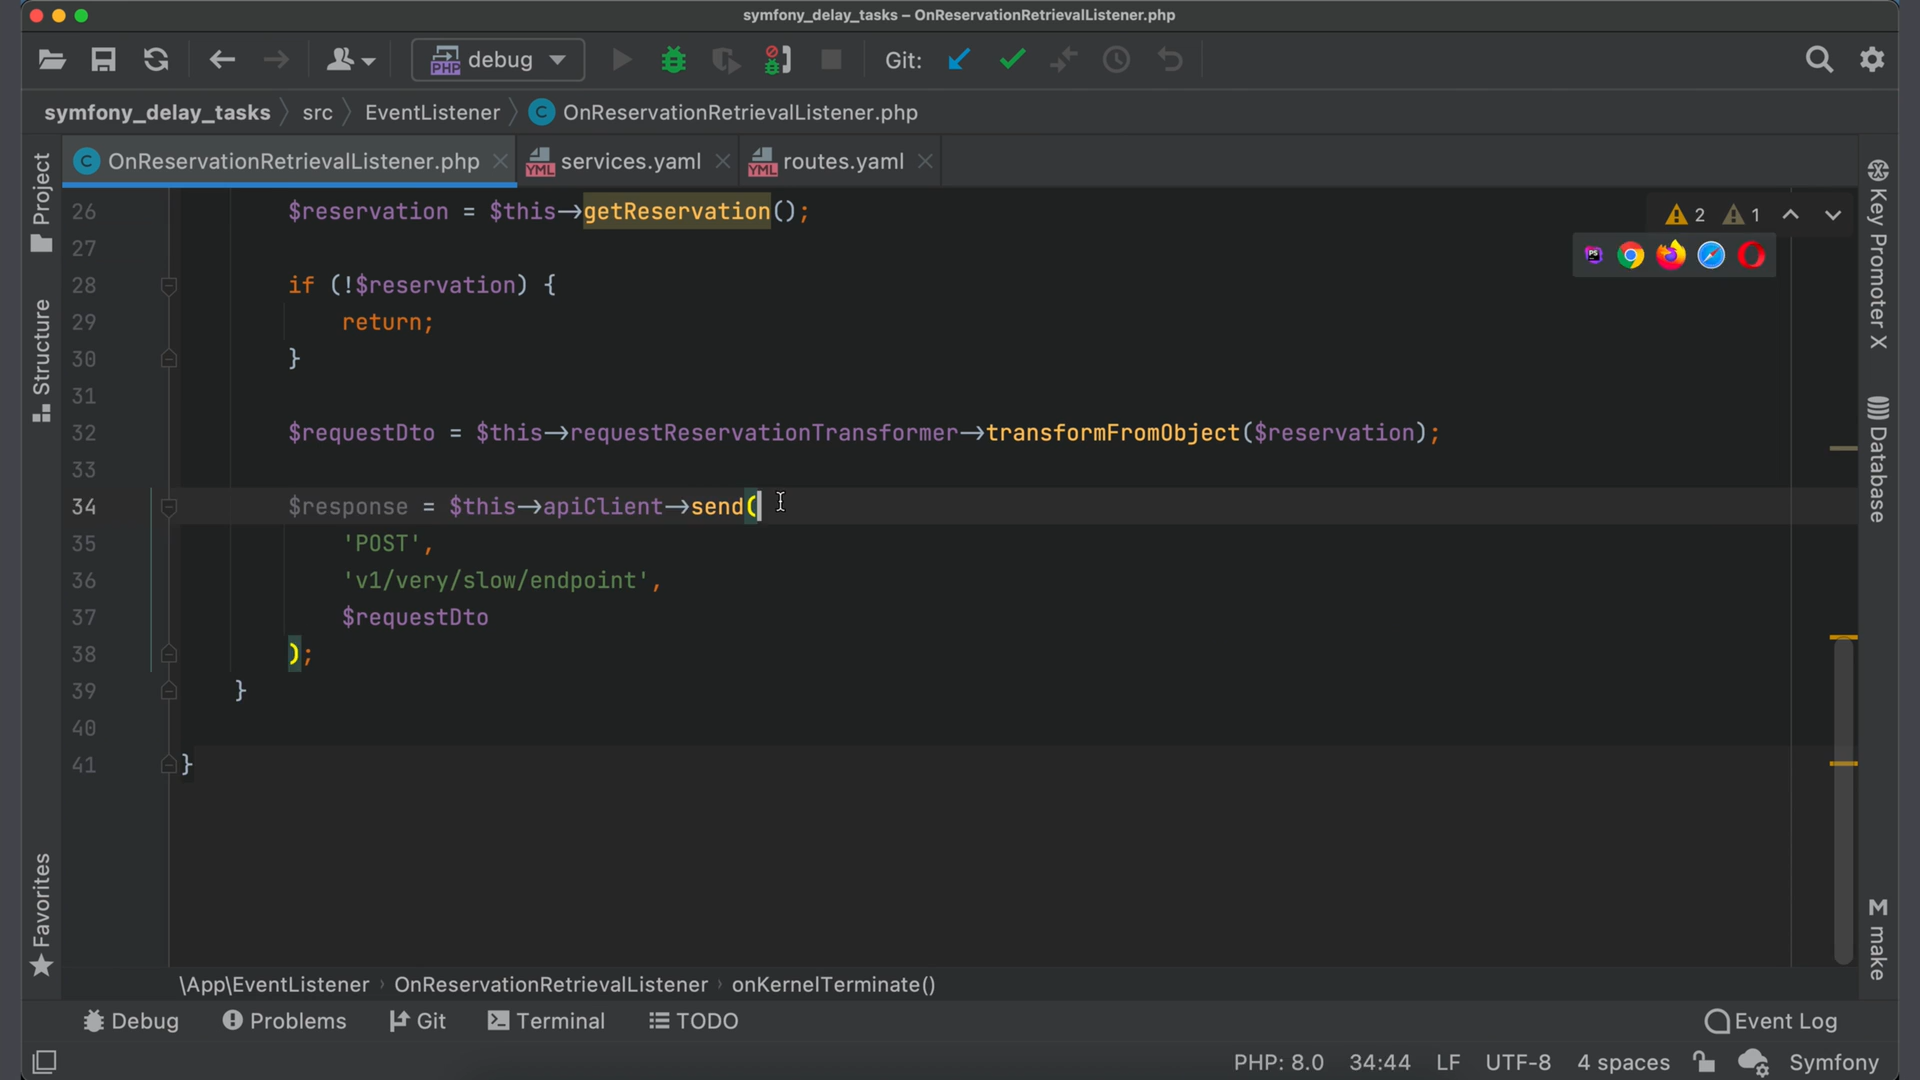 symfony_delay_tasks – OnReservationRetrievalListener.php
PHP debug Git:
symfony_delay_tasks src EventListener C OnReservationRetrievalListener.php
C OnReservationRetrievalListener.php YML services.yaml YML routes.yaml
26 $reservation = $this->getReservation();
2 1
27
28 if (!$reservation) {
29 return;
30 }
31
32 $requestDto = $this->requestReservationTransformer->transformFromObject($reservation);
33
34 $response = $this->apiClient->send(
35 'POST',
36 'v1/very/slow/endpoint',
37 $requestDto
38 );
39 }
40
41 }
Project
Structure
Favorites
Key Promoter X
Database
M make
PS
\App\EventListener › OnReservationRetrievalListener › onKernelTerminate()
Debug Problems Git Terminal TODO Event Log
PHP: 8.0 34:44 LF UTF-8 4 spaces Symfony